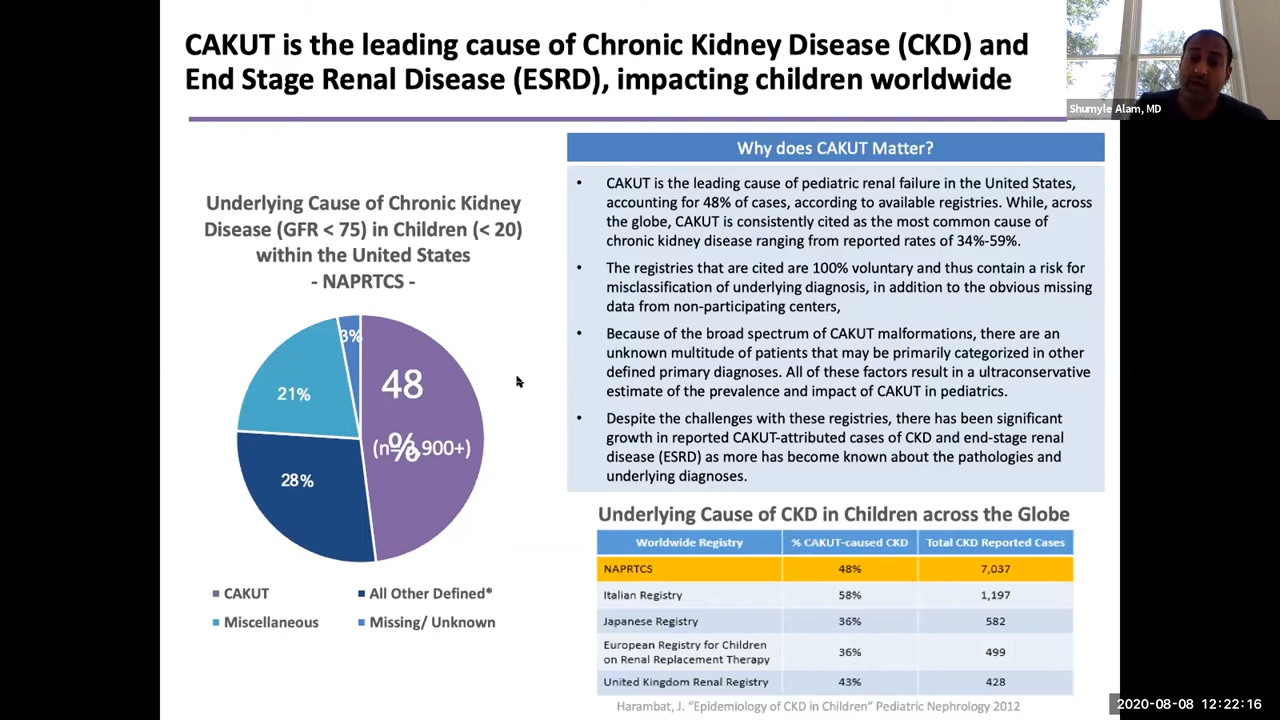 CAKUT is the leading cause of Chronic Kidney Disease (CKD) and
End Stage Renal Disease (ESRD), impacting children worldwide
Shumyle Alam, MD
Underlying Cause of Chronic Kidney
Disease (GFR < 75) in Children (< 20)
within the United States
- NAPRTCS -
3%
48
%
21%
28%
CAKUT
All Other Defined*
Miscellaneous
Missing/ Unknown
Why does CAKUT Matter?
• CAKUT is the leading cause of pediatric renal failure in the United States,
accounting for 48% of cases, according to available registries. While, across
the globe, CAKUT is consistently cited as the most common cause of
chronic kidney disease ranging from reported rates of 34%-59%.
• The registries that are cited are 100% voluntary and thus contain a risk for
misclassification of underlying diagnosis, in addition to the obvious missing
data from non-participating centers,
• Because of the broad spectrum of CAKUT malformations, there are an
unknown multitude of patients that may be primarily categorized in other
defined primary diagnoses. All of these factors result in a ultraconservative
estimate of the prevalence and impact of CAKUT in pediatrics.
• Despite the challenges with these registries, there has been significant
growth in reported CAKUT-attributed cases of CKD and end-stage renal
disease (ESRD) as more has become known about the pathologies and
underlying diagnoses.
Underlying Cause of CKD in Children across the Globe
Worldwide Registry % CAKUT-caused CKD Total CKD Reported Cases
NAPRTCS 48% 7,037
Italian Registry 58% 1,197
Japanese Registry 36% 582
European Registry for Children
on Renal Replacement Therapy 36% 499
United Kingdom Renal Registry 43% 428
Harambat, J. “Epidemiology of CKD in Children” Pediatric Nephrology 2012
2020-08-08 12:22:16